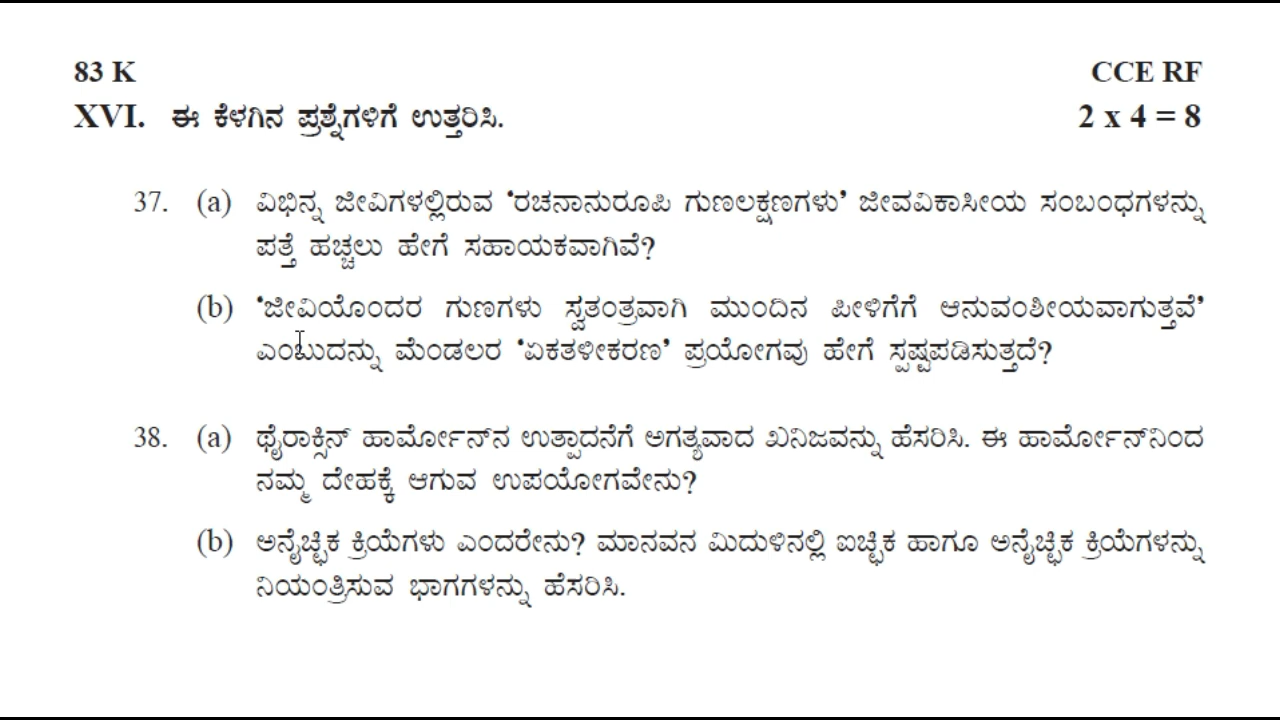 83 K CCE RF
XVI. ಈ ಕೆಳಗಿನ ಪ್ರಶ್ನೆಗಳಿಗೆ ಉತ್ತರಿಸಿ. 2 x 4 = 8
37. (a) ವಿಭಿನ್ನ ಜೀವಿಗಳಲ್ಲಿರುವ ‘ರಚನಾನುರೂಪಿ ಗುಣಲಕ್ಷಣಗಳು’ ಜೀವವಿಕಾಸೀಯ ಸಂಬಂಧಗಳನ್ನು
ಪತ್ತೆ ಹಚ್ಚಲು ಹೇಗೆ ಸಹಾಯಕವಾಗಿವೆ?
(b) ‘ಜೀವಿಯೊಂದರ ಗುಣಗಳು ಸ್ವತಂತ್ರವಾಗಿ ಮುಂದಿನ ಪೀಳಿಗೆಗೆ ಆನುವಂಶೀಯವಾಗುತ್ತವೆ’
ಎಂಬುದನ್ನು ಮೆಂಡಲರ ‘ಏಕತಳೀಕರಣ’ ಪ್ರಯೋಗವು ಹೇಗೆ ಸ್ಪಷ್ಟಪಡಿಸುತ್ತದೆ?
38. (a) ಥೈರಾಕ್ಸಿನ್ ಹಾರ್ಮೋನ್‌ನ ಉತ್ಪಾದನೆಗೆ ಅಗತ್ಯವಾದ ಖನಿಜವನ್ನು ಹೆಸರಿಸಿ. ಈ ಹಾರ್ಮೋನ್‌ನಿಂದ
ನಮ್ಮ ದೇಹಕ್ಕೆ ಆಗುವ ಉಪಯೋಗವೇನು?
(b) ಅನೈಚ್ಛಿಕ ಕ್ರಿಯೆಗಳು ಎಂದರೇನು? ಮಾನವನ ಮಿದುಳಿನಲ್ಲಿ ಐಚ್ಛಿಕ ಹಾಗೂ ಅನೈಚ್ಛಿಕ ಕ್ರಿಯೆಗಳನ್ನು
ನಿಯಂತ್ರಿಸುವ ಭಾಗಗಳನ್ನು ಹೆಸರಿಸಿ.